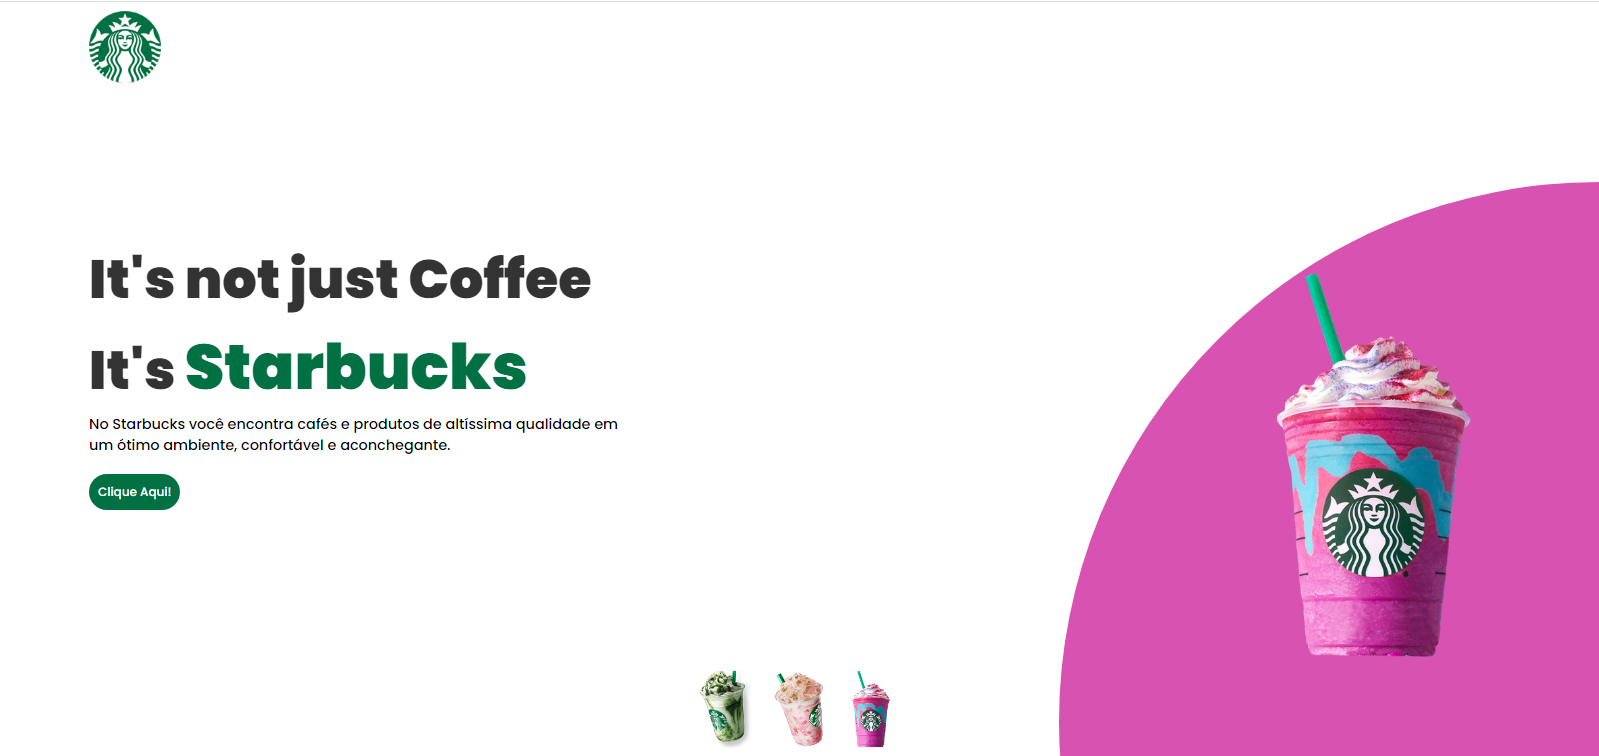 It's not just Coffee
It's Starbucks
No Starbucks você encontra cafés e produtos de altíssima qualidade em
um ótimo ambiente, confortável e aconchegante.
Clique Aqui!